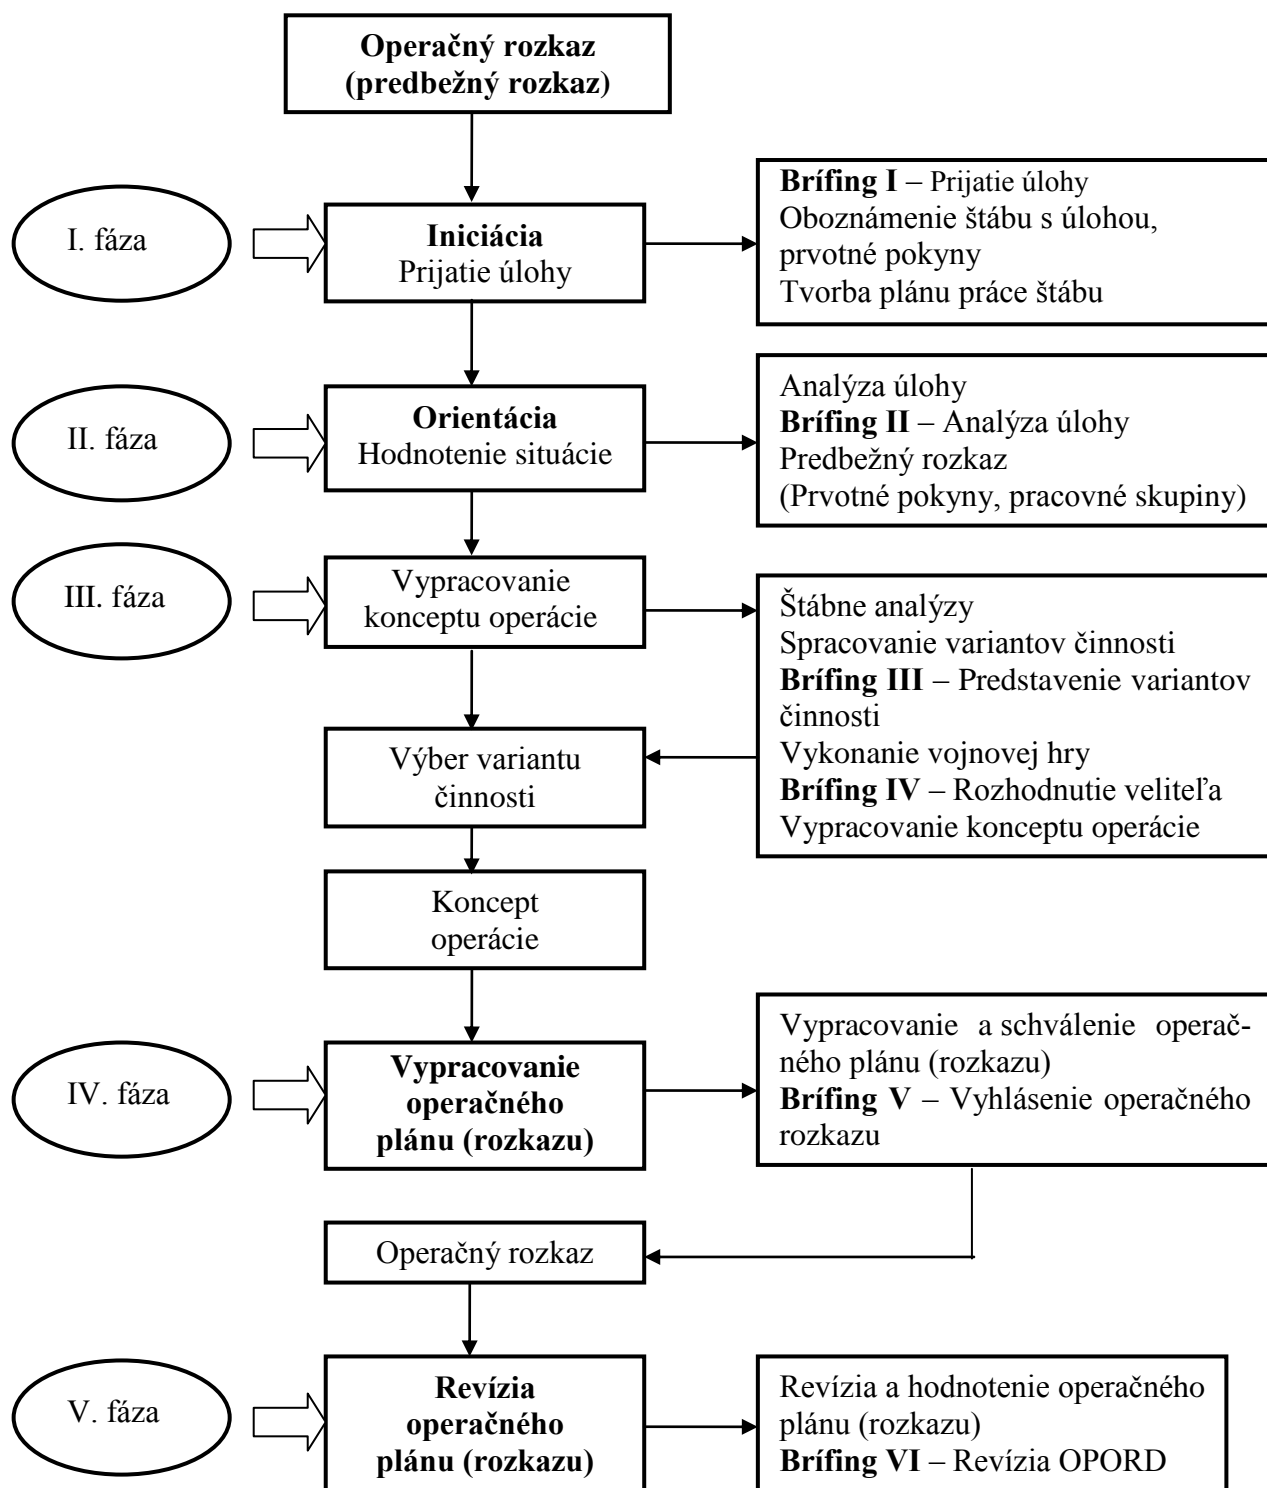 Operačný rozkaz
(predbežný rozkaz)
I. fáza
Iniciácia
Prijatie úlohy
Brífing I – Prijatie úlohy
Oboznámenie štábu s úlohou,
prvotné pokyny
Tvorba plánu práce štábu
II. fáza
Orientácia
Hodnotenie situácie
Analýza úlohy
Brífing II – Analýza úlohy
Predbežný rozkaz
(Prvotné pokyny, pracovné skupiny)
III. fáza
Vypracovanie
konceptu operácie
Štábne analýzy
Spracovanie variantov činnosti
Brífing III – Predstavenie variantov
činnosti
Vykonanie vojnovej hry
Brífing IV – Rozhodnutie veliteľa
Vypracovanie konceptu operácie
Výber variantu
činnosti
Koncept
operácie
IV. fáza
Vypracovanie
operačného
plánu (rozkazu)
Vypracovanie a schválenie operač-
ného plánu (rozkazu)
Brífing V – Vyhlásenie operačného
rozkazu
Operačný rozkaz
V. fáza
Revízia
operačného
plánu (rozkazu)
Revízia a hodnotenie operačného
plánu (rozkazu)
Brífing VI – Revízia OPORD